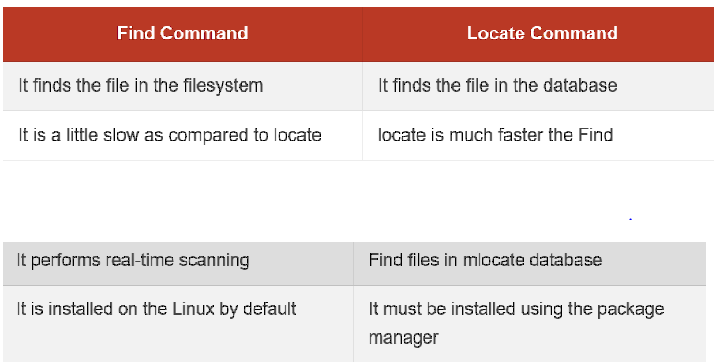 Find Command Locate Command
It finds the file in the filesystem It finds the file in the database
It is a little slow as compared to locate locate is much faster the Find
It performs real-time scanning Find files in mlocate database
It is installed on the Linux by default It must be installed using the package
manager